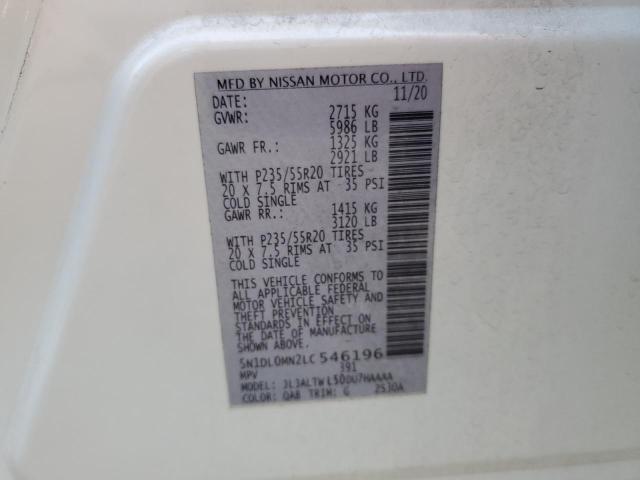 MFD BY NISSAN MOTOR CO., LTD.
DATE: 11/20
GVWR: 2715 KG
5986 LB
GAWR FR.: 1325 KG
2921 LB
WITH P235/55R20 TIRES
20 X 7.5 RIMS AT 35 PSI
COLD SINGLE
GAWR RR.: 1415 KG
3120 LB
WITH P235/55R20 TIRES
20 X 7.5 RIMS AT 35 PSI
COLD SINGLE
THIS VEHICLE CONFORMS TO
ALL APPLICABLE FEDERAL
MOTOR VEHICLE SAFETY AND
THEFT PREVENTION
STANDARDS IN EFFECT ON
THE DATE OF MANUFACTURE
SHOWN ABOVE.
5N1DL0MN2LC 546196
MPV 391
MODEL: JL3ALTWL50DU7HAAAA
COLOR: QAB TRIM: G 2530A